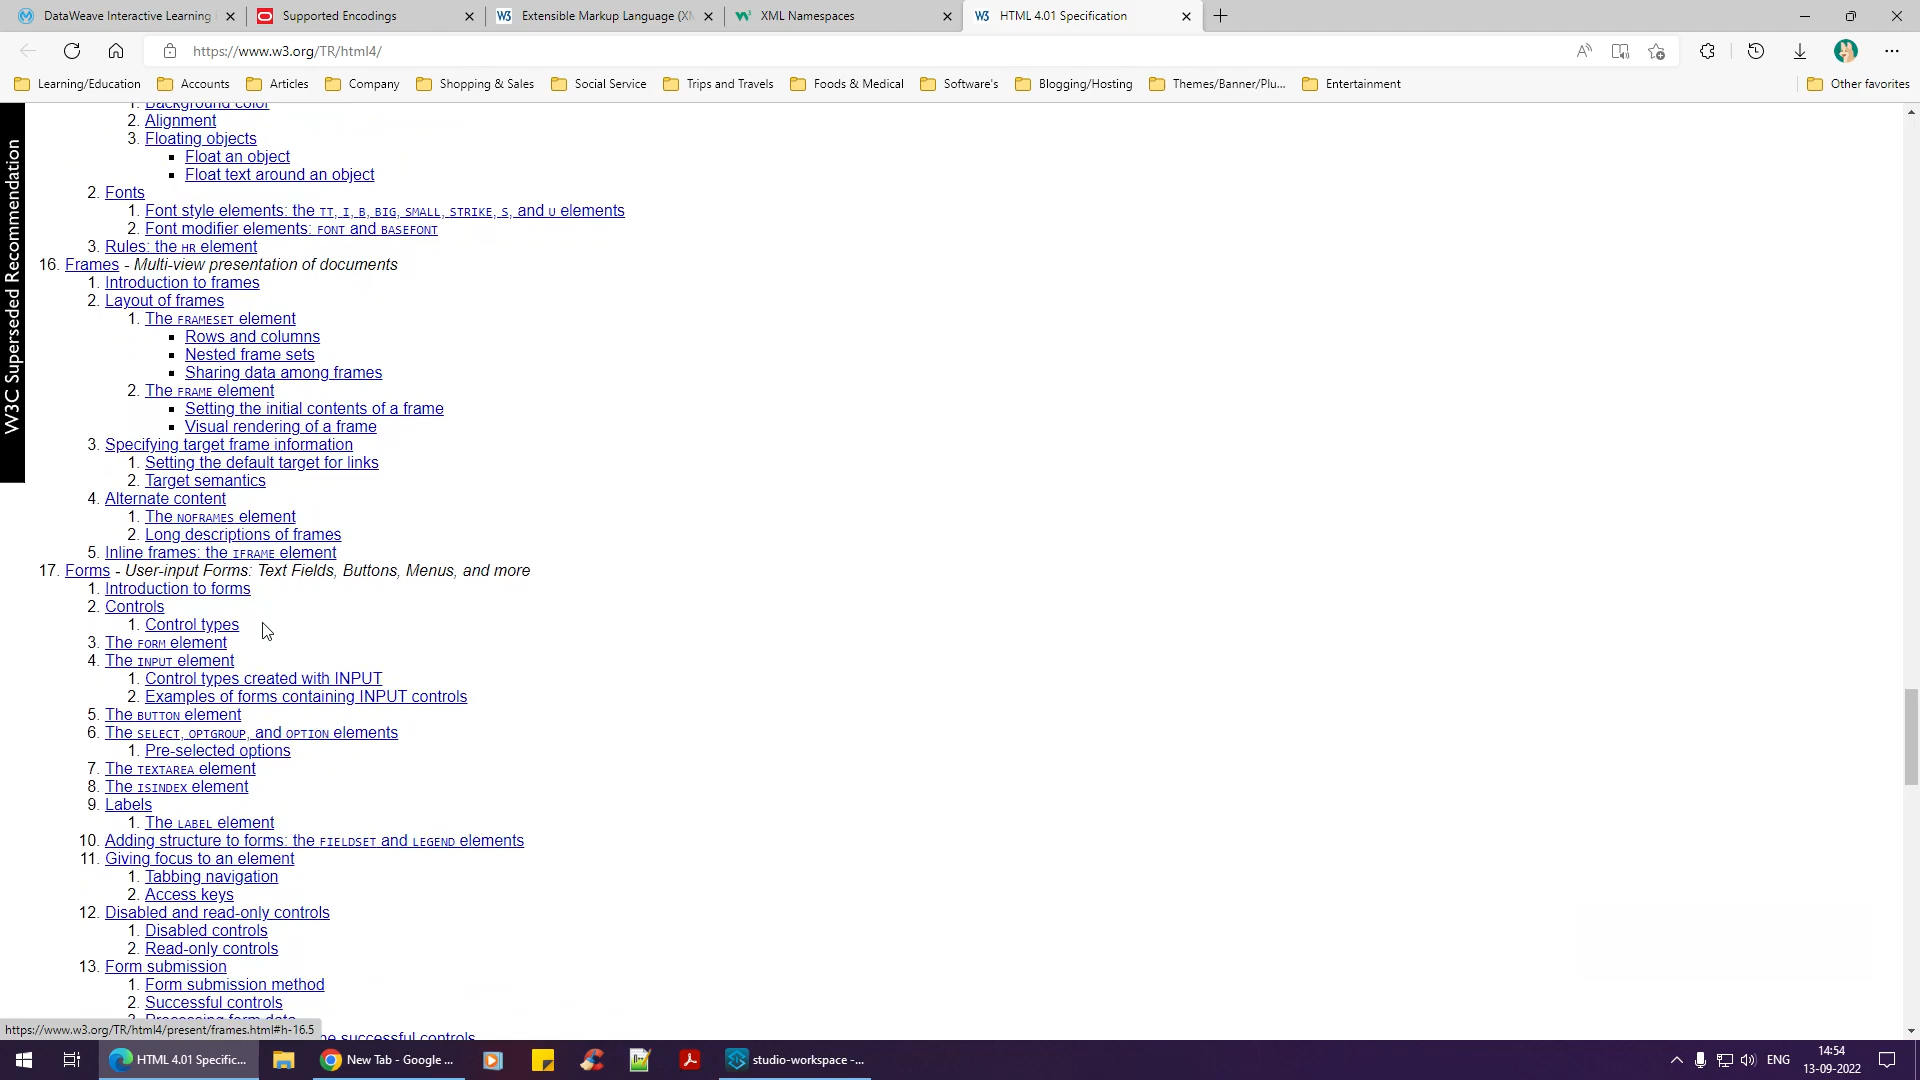 DataWeave Interactive Learning
Supported Encodings
Extensible Markup Language (XM
XML Namespaces
HTML 4.01 Specification
https://www.w3.org/TR/html4/
Learning/Education
Accounts
Articles
Company
Shopping & Sales
Social Service
Trips and Travels
Foods & Medical
Software's
Blogging/Hosting
Themes/Banner/Plu...
Entertainment
Other favorites
W3C Superseded Recommendation
1. Background color
2. Alignment
3. Floating objects
Float an object
Float text around an object
2. Fonts
1. Font style elements: the TT, I, B, BIG, SMALL, STRIKE, S, and U elements
2. Font modifier elements: FONT and BASEFONT
3. Rules: the HR element
16. Frames - Multi-view presentation of documents
1. Introduction to frames
2. Layout of frames
1. The FRAMESET element
Rows and columns
Nested frame sets
Sharing data among frames
2. The FRAME element
Setting the initial contents of a frame
Visual rendering of a frame
3. Specifying target frame information
1. Setting the default target for links
2. Target semantics
4. Alternate content
1. The NOFRAMES element
2. Long descriptions of frames
5. Inline frames: the IFRAME element
17. Forms - User-input Forms: Text Fields, Buttons, Menus, and more
1. Introduction to forms
2. Controls
1. Control types
3. The FORM element
4. The INPUT element
1. Control types created with INPUT
2. Examples of forms containing INPUT controls
5. The BUTTON element
6. The SELECT, OPTGROUP, and OPTION elements
1. Pre-selected options
7. The TEXTAREA element
8. The ISINDEX element
9. Labels
1. The LABEL element
10. Adding structure to forms: the FIELDSET and LEGEND elements
11. Giving focus to an element
1. Tabbing navigation
2. Access keys
12. Disabled and read-only controls
1. Disabled controls
2. Read-only controls
13. Form submission
1. Form submission method
2. Successful controls
3. Processing form data
successful controls
https://www.w3.org/TR/html4/present/frames.html#h-16.5
HTML 4.01 Specific...
New Tab - Google ...
studio-workspace -...
ENG
14:54
13-09-2022